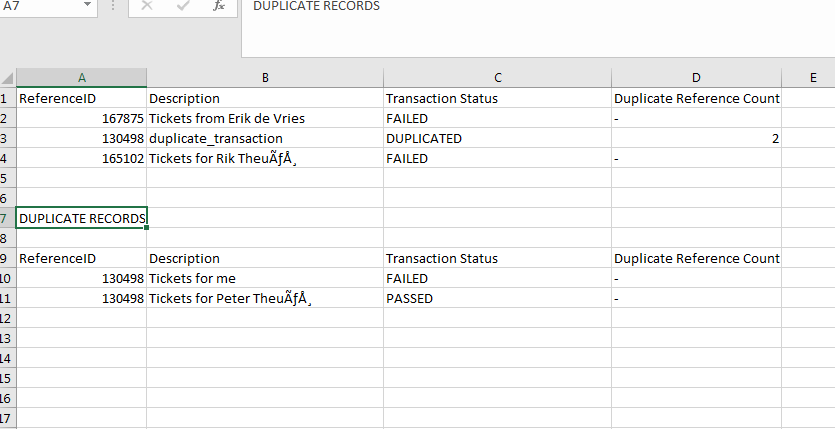 A7 fx DUPLICATE RECORDS
A B C D E
1 ReferenceID Description Transaction Status Duplicate Reference Count
2 167875 Tickets from Erik de Vries FAILED -
3 130498 duplicate_transaction DUPLICATED 2
4 165102 Tickets for Rik TheuÃƒÅ¸ FAILED -
5
6
7 DUPLICATE RECORDS
8
9 ReferenceID Description Transaction Status Duplicate Reference Count
10 130498 Tickets for me FAILED -
11 130498 Tickets for Peter TheuÃƒÅ¸ PASSED -
12
13
14
15
16
17